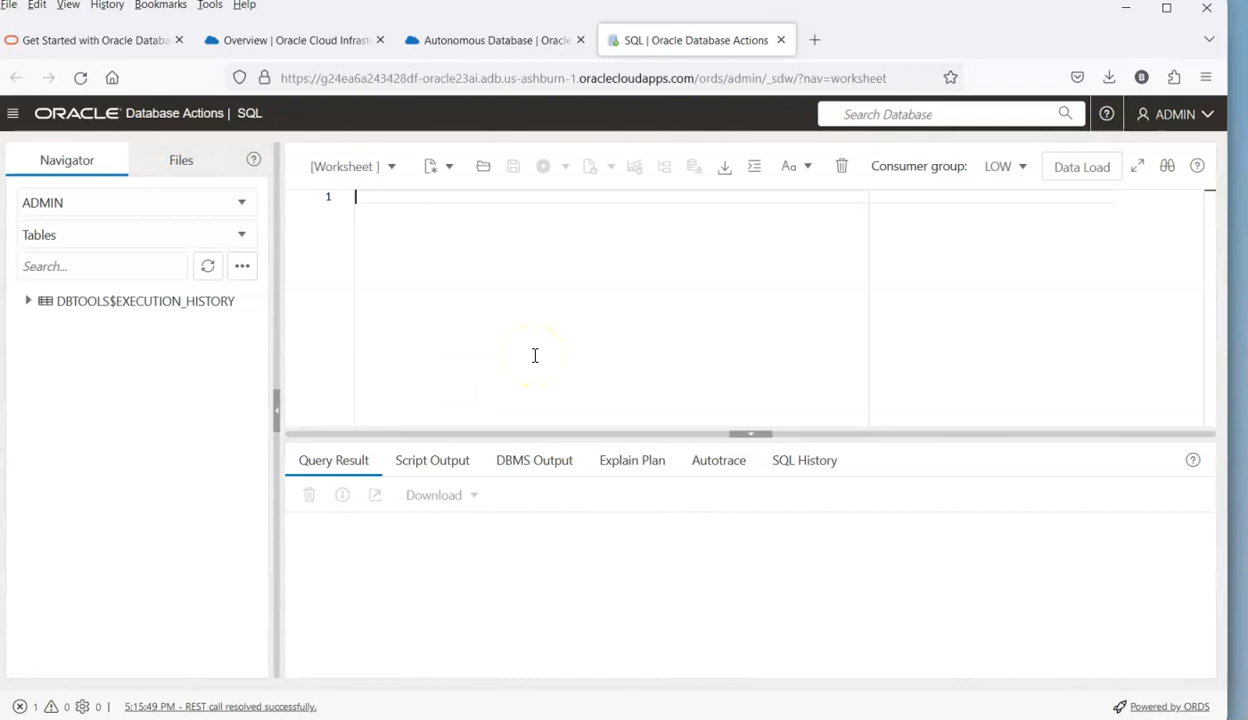 File Edit View History Bookmarks Tools Help
Get Started with Oracle Databa Overview | Oracle Cloud Infrast Autonomous Database | Oracle SQL | Oracle Database Actions
https://g24ea6a243428df-oracle23ai.adb.us-ashburn-1.oraclecloudapps.com/ords/admin/_sdw/?nav=worksheet B
ORACLE Database Actions | SQL Search Database ADMIN
Navigator Files
[Worksheet ] Aa Consumer group: LOW Data Load
1
ADMIN
Tables
Search...
DBTOOLS$EXECUTION_HISTORY
Query Result Script Output DBMS Output Explain Plan Autotrace SQL History
Download
1 0 0 | 5:15:49 PM - REST call resolved successfully. Powered by ORDS